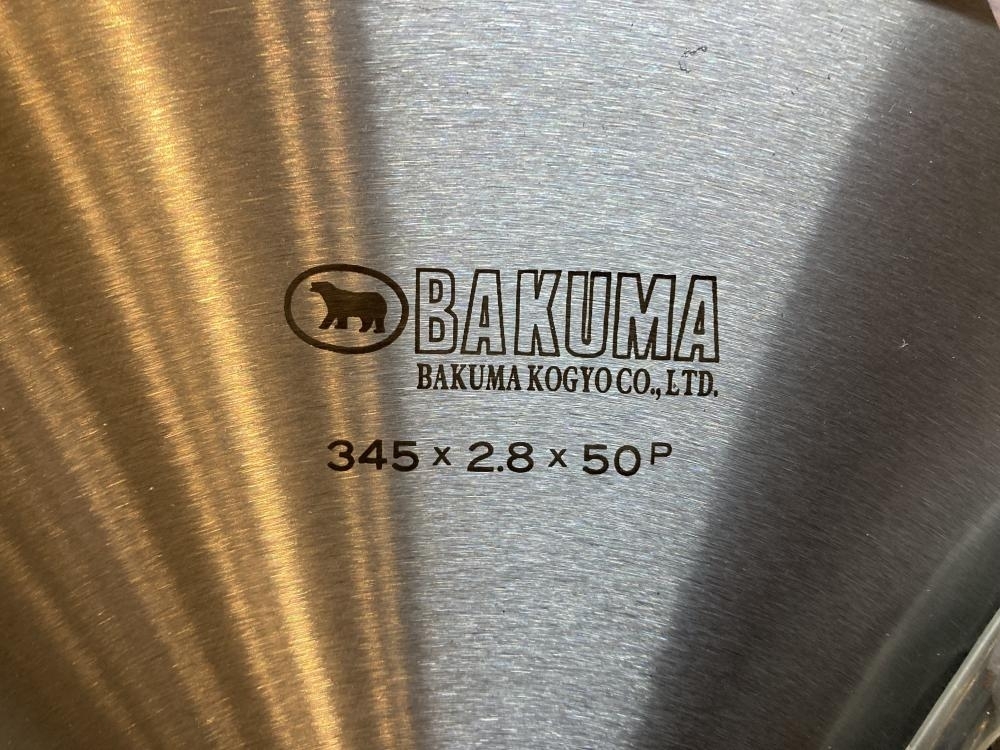 BAKUMA
BAKUMA KOGYO CO., LTD.
345 x 2.8 x 50P